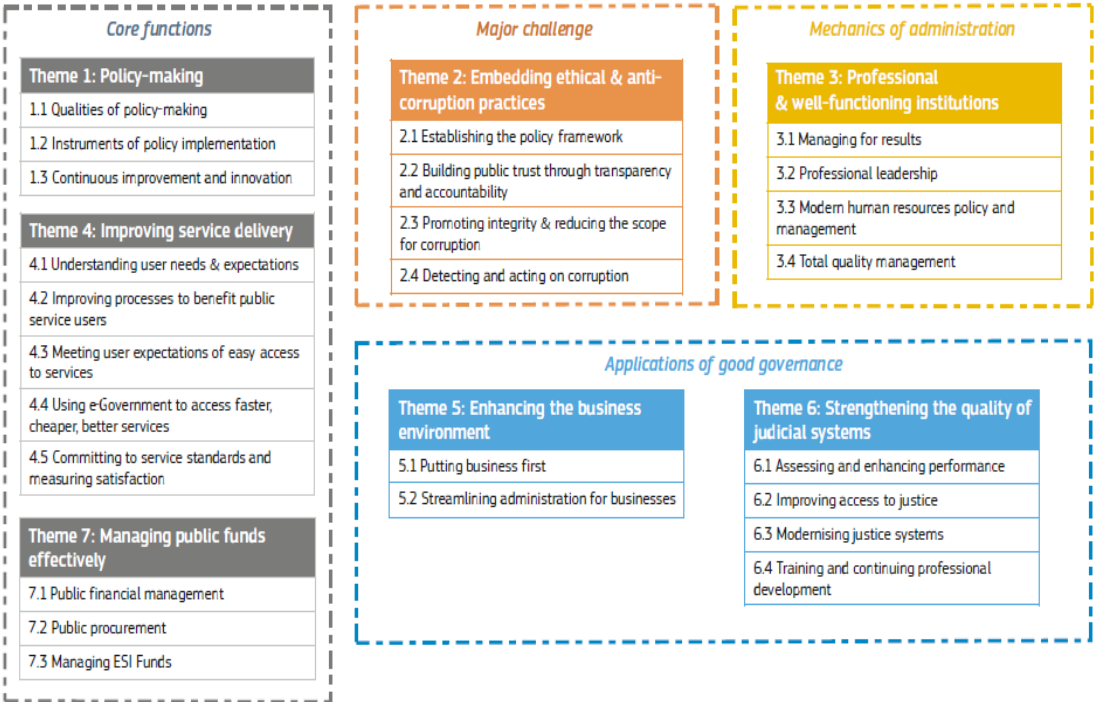 Core functions
Theme 1: Policy-making
1.1 Qualities of policy-making
1.2 Instruments of policy implementation
1.3 Continuous improvement and innovation
Theme 4: Improving service delivery
4.1 Understanding user needs & expectations
4.2 Improving processes to benefit public
service users
4.3 Meeting user expectations of easy access
to services
4.4 Using e-Government to access faster,
cheaper, better services
4.5 Committing to service standards and
measuring satisfaction
Theme 7: Managing public funds
effectively
7.1 Public financial management
7.2 Public procurement
7.3 Managing ESI Funds
Major challenge
Theme 2: Embedding ethical & anti-
corruption practices
2.1 Establishing the policy framework
2.2 Building public trust through transparency
and accountability
2.3 Promoting integrity & reducing the scope
for corruption
2.4 Detecting and acting on corruption
Mechanics of administration
Theme 3: Professional
& well-functioning institutions
3.1 Managing for results
3.2 Professional leadership
3.3 Modern human resources policy and
management
3.4 Total quality management
Applications of good governance
Theme 5: Enhancing the business
environment
5.1 Putting business first
5.2 Streamlining administration for businesses
Theme 6: Strengthening the quality of
judicial systems
6.1 Assessing and enhancing performance
6.2 Improving access to justice
6.3 Modernising justice systems
6.4 Training and continuing professional
development